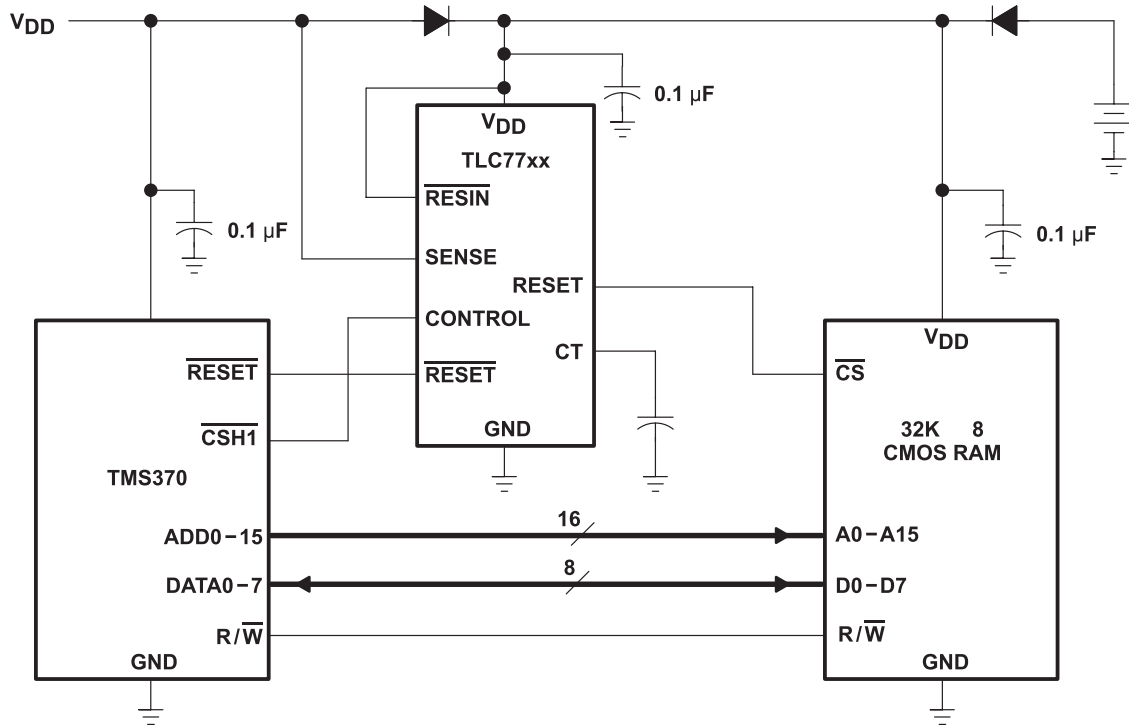 VDD
0.1 µF
VDD
TLC77xx
RESIN
0.1 µF
0.1 µF
SENSE
RESET
CONTROL
VDD
CT
RESET
RESET
CS
CSH1
GND
32K 8
CMOS RAM
TMS370
16
ADD0–15
A0–A15
8
DATA0–7
D0–D7
R/W
R/W
GND
GND